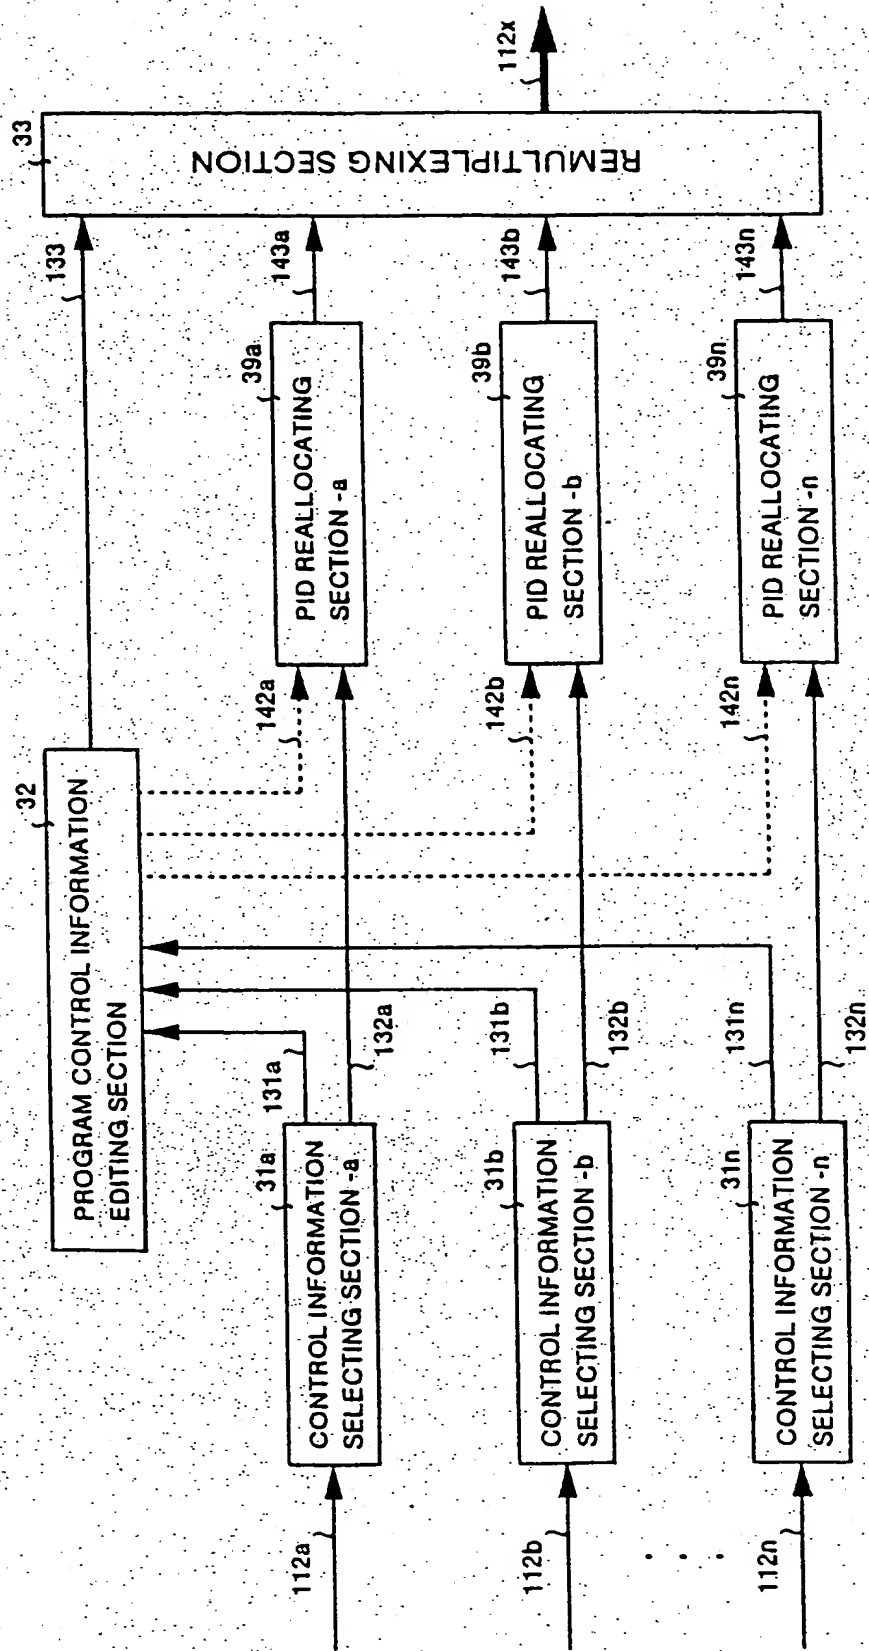 32
PROGRAM CONTROL INFORMATION
EDITING SECTION
133
33
REMULTIPLEXING SECTION
112x
112a
31a
CONTROL INFORMATION
SELECTING SECTION -a
131a
132a
142a
39a
PID REALLOCATING
SECTION -a
143a
112b
31b
CONTROL INFORMATION
SELECTING SECTION -b
131b
132b
142b
39b
PID REALLOCATING
SECTION -b
143b
112n
31n
CONTROL INFORMATION
SELECTING SECTION -n
131n
132n
142n
39n
PID REALLOCATING
SECTION -n
143n